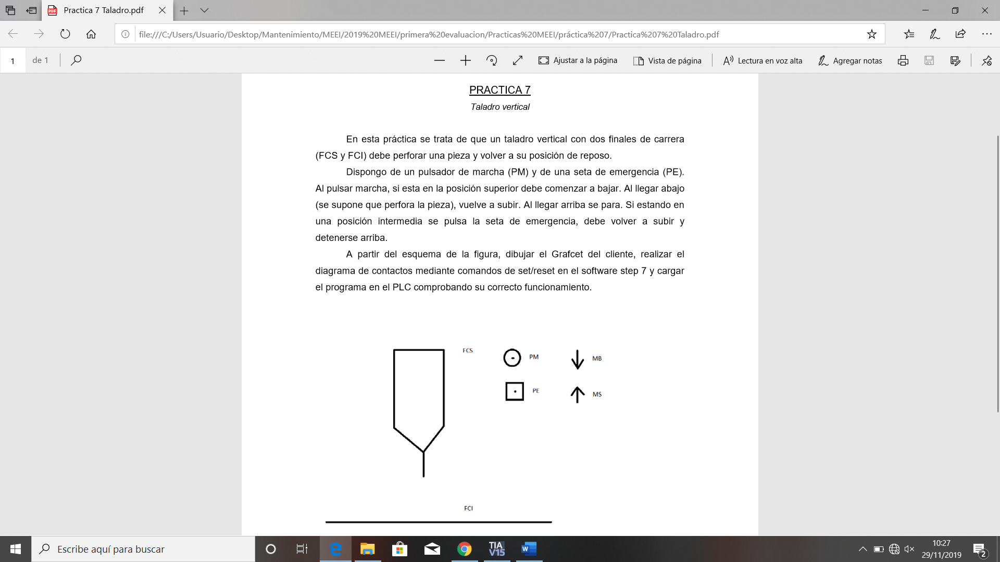 Practica 7 Taladro.pdf
file:///C:/Users/Usuario/Desktop/Mantenimiento/MEEI/2019%20MEEI/primera%20evaluacion/Practicas%20MEEI/práctica%207/Practica%207%20Taladro.pdf
1 de 1 Ajustar a la página Vista de página Lectura en voz alta Agregar notas
PRACTICA 7
Taladro vertical
En esta práctica se trata de que un taladro vertical con dos finales de carrera
(FCS y FCI) debe perforar una pieza y volver a su posición de reposo.
Dispongo de un pulsador de marcha (PM) y de una seta de emergencia (PE).
Al pulsar marcha, si esta en la posición superior debe comenzar a bajar. Al llegar abajo
(se supone que perfora la pieza), vuelve a subir. Al llegar arriba se para. Si estando en
una posición intermedia se pulsa la seta de emergencia, debe volver a subir y
detenerse arriba.
A partir del esquema de la figura, dibujar el Grafcet del cliente, realizar el
diagrama de contactos mediante comandos de set/reset en el software step 7 y cargar
el programa en el PLC comprobando su correcto funcionamiento.
FCS PM MB
PE MS
FCI
Escribe aquí para buscar
TIA
V15
10:27
29/11/2019
2